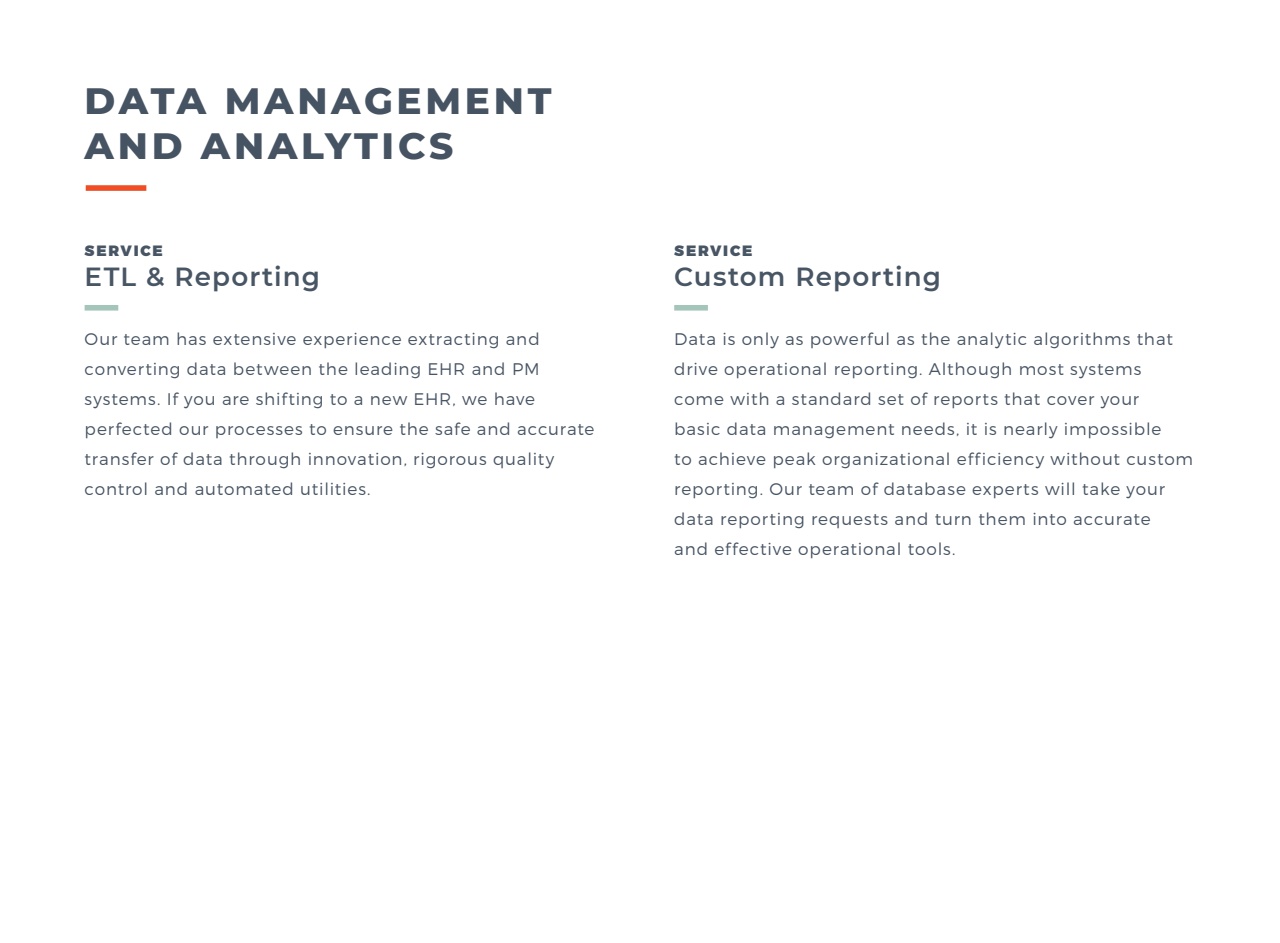 DATA MANAGEMENT
AND ANALYTICS
SERVICE
ETL & Reporting
Our team has extensive experience extracting and
converting data between the leading EHR and PM
systems. If you are shifting to a new EHR, we have
perfected our processes to ensure the safe and accurate
transfer of data through innovation, rigorous quality
control and automated utilities.
SERVICE
Custom Reporting
Data is only as powerful as the analytic algorithms that
drive operational reporting. Although most systems
come with a standard set of reports that cover your
basic data management needs, it is nearly impossible
to achieve peak organizational efficiency without custom
reporting. Our team of database experts will take your
data reporting requests and turn them into accurate
and effective operational tools.